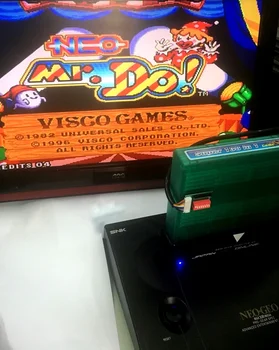 NEO
Mr. Do!
TM
VISCO GAMES
© 1982 UNIVERSAL SALES CO., LTD.
© 1996 VISCO CORPORATION.
ALL RIGHTS RESERVED.
EDITS 04
SNK
NEO·GEO